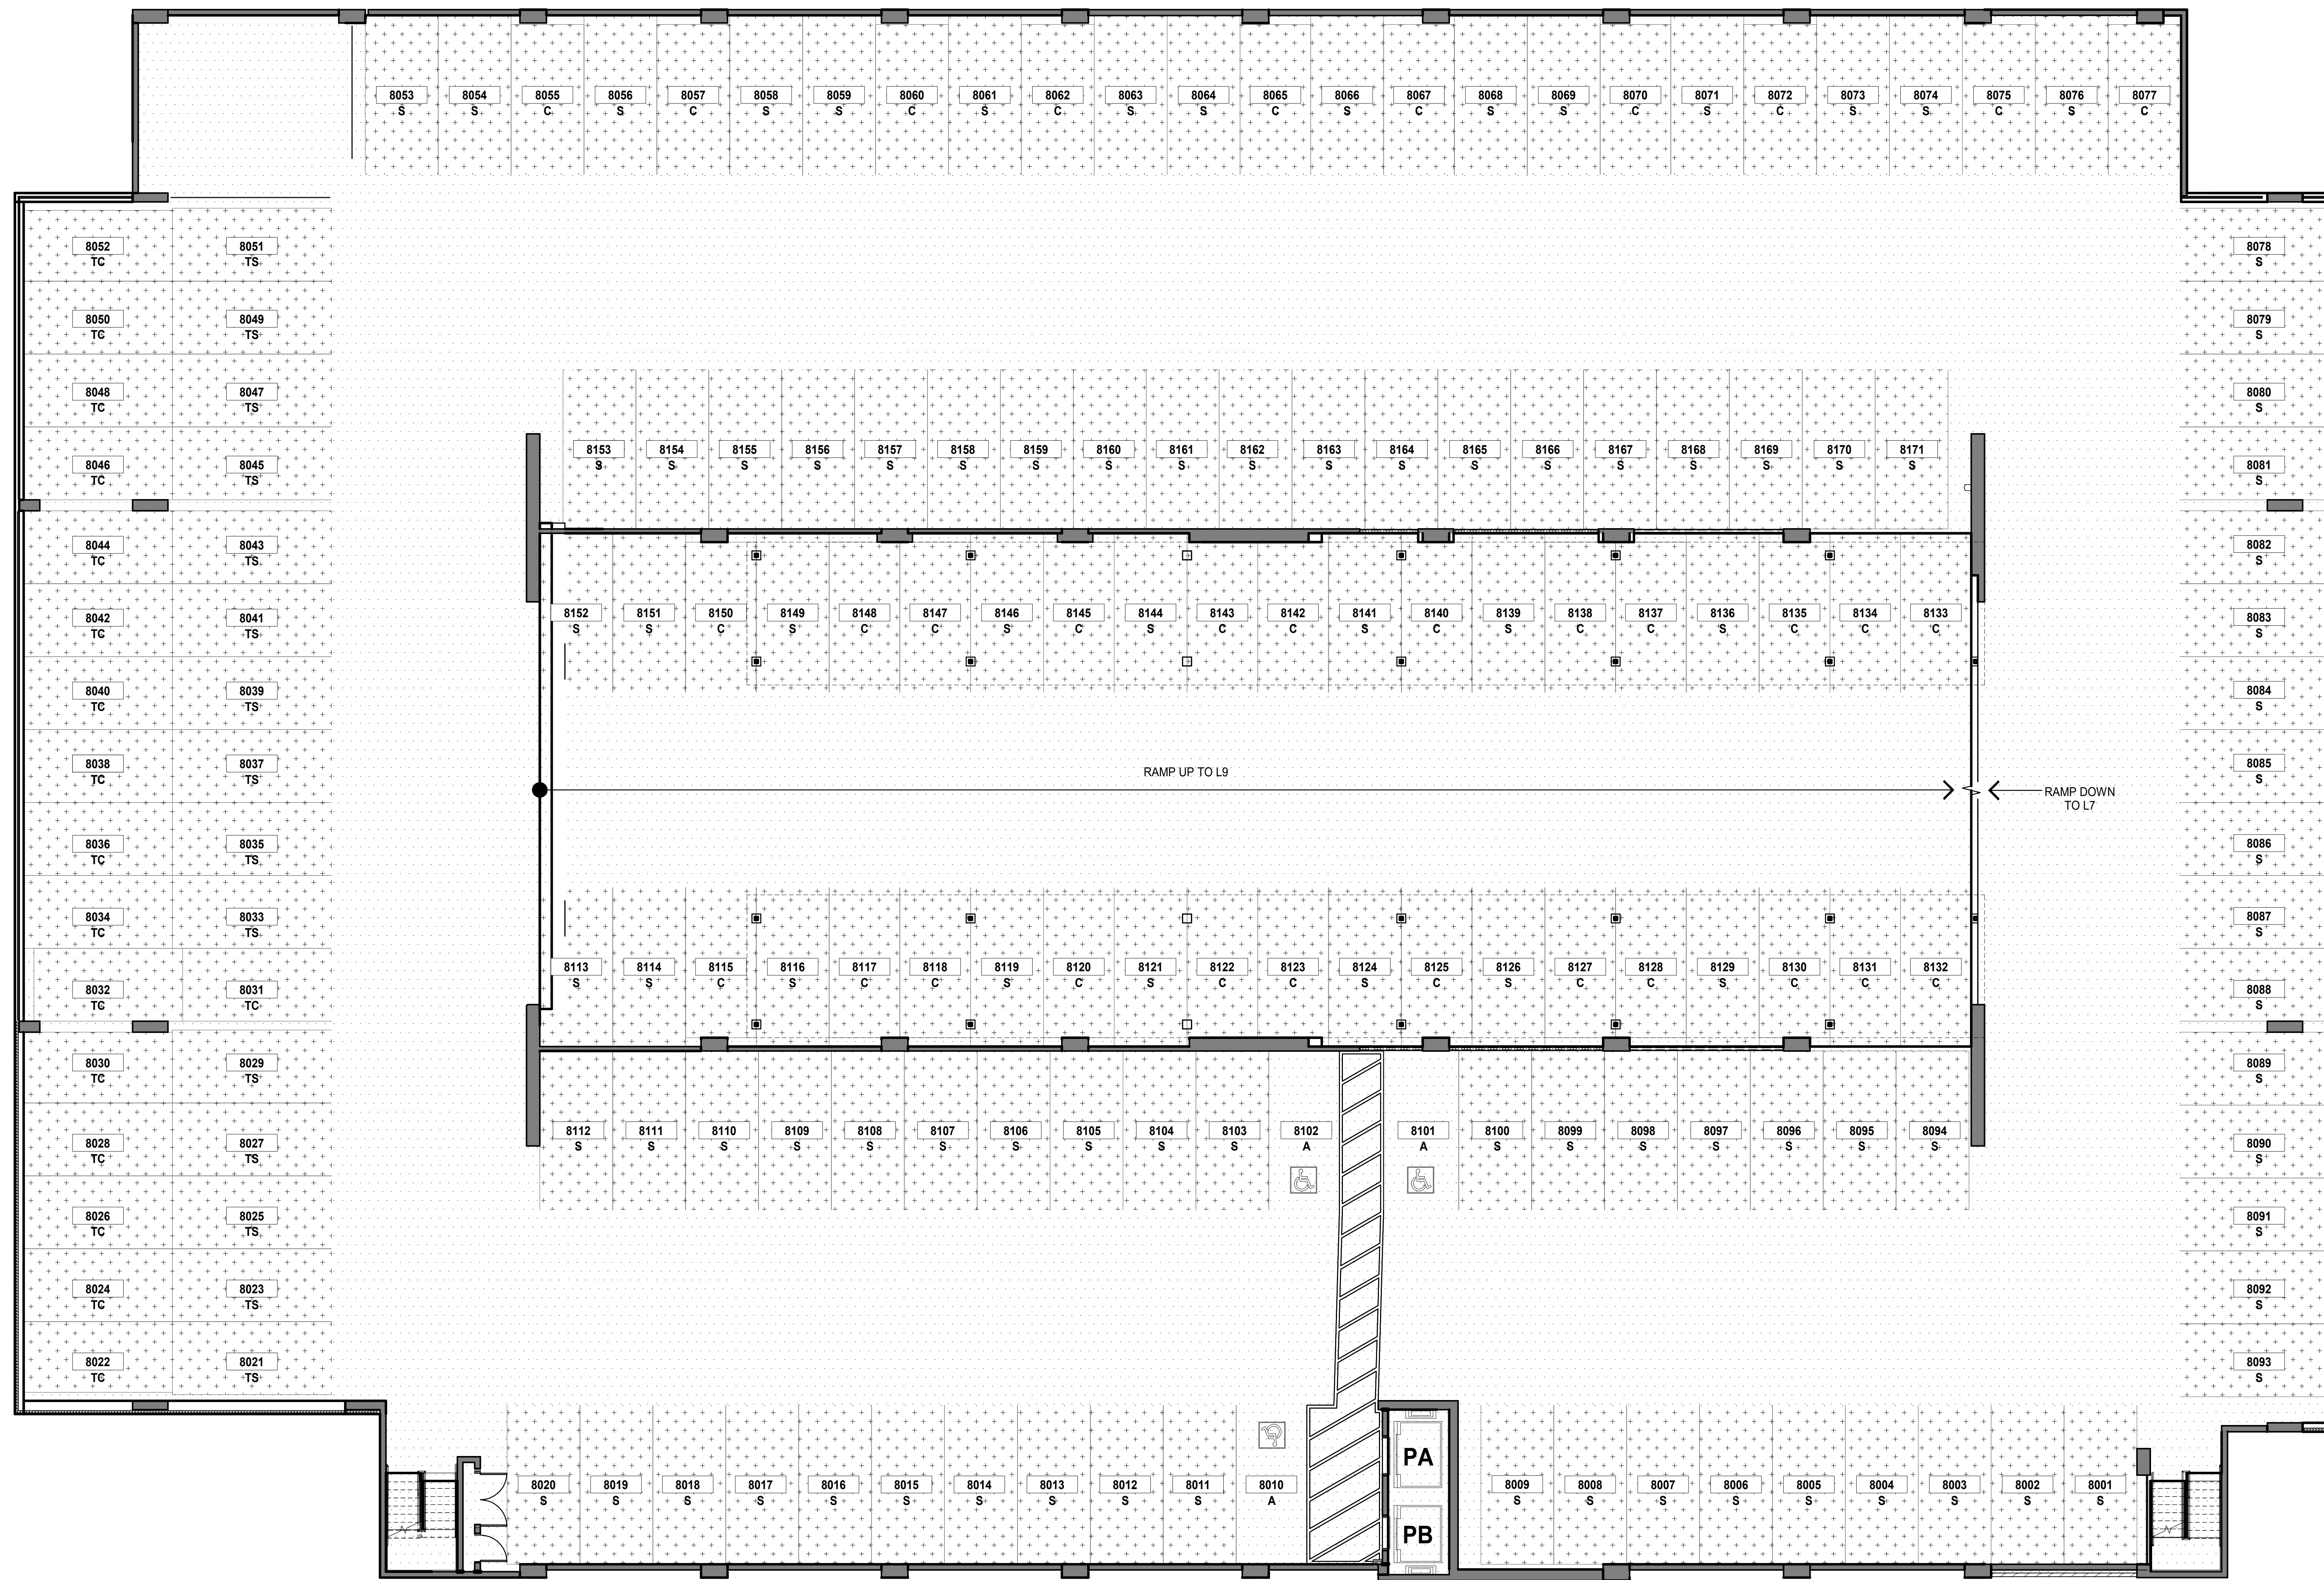 8053 8054 8055 8056 8057 8058 8059 8060 8061 8062 8063 8064 8065 8066 8067 8068 8069 8070 8071 8072 8073 8074 8075 8076 8077
S S C S C S S C S C S S C S C S S C S C S S C S C
8052 8051 8078
TC TS S
8050 8049 8079
TC TS S
8048 8047 8080
TC TS S
8153 8154 8155 8156 8157 8158 8159 8160 8161 8162 8163 8164 8165 8166 8167 8168 8169 8170 8171
S S S S S S S S S S S S S S S S S S S
8046 8045 8081
TC TS S
8044 8043 8082
TC TS S
8152 8151 8150 8149 8148 8147 8146 8145 8144 8143 8142 8141 8140 8139 8138 8137 8136 8135 8134 8133
S S C S C C S C S C C S C S C C S C C C
8042 8041 8083
TC TS S
8040 8039 8084
TC TS S
8038 8037 8085
TC TS S
RAMP UP TO L9
RAMP DOWN
TO L7
8036 8035 8086
TC TS S
8034 8033 8087
TC TS S
8113 8114 8115 8116 8117 8118 8119 8120 8121 8122 8123 8124 8125 8126 8127 8128 8129 8130 8131 8132
S S C S C C S C S C C S C S C C S C C C
8032 8031 8088
TC TC S
8030 8029 8089
TC TS S
8112 8111 8110 8109 8108 8107 8106 8105 8104 8103 8102 8101 8100 8099 8098 8097 8096 8095 8094
S S S S S S S S S S A A S S S S S S S
8028 8027 8090
TC TS S
8026 8025 8091
TC TS S
8024 8023 8092
TC TS S
8022 8021 8093
TC TS S
PA
8020 8019 8018 8017 8016 8015 8014 8013 8012 8011 8010 8009 8008 8007 8006 8005 8004 8003 8002 8001
S S S S S S S S S S A S S S S S S S S S
PB